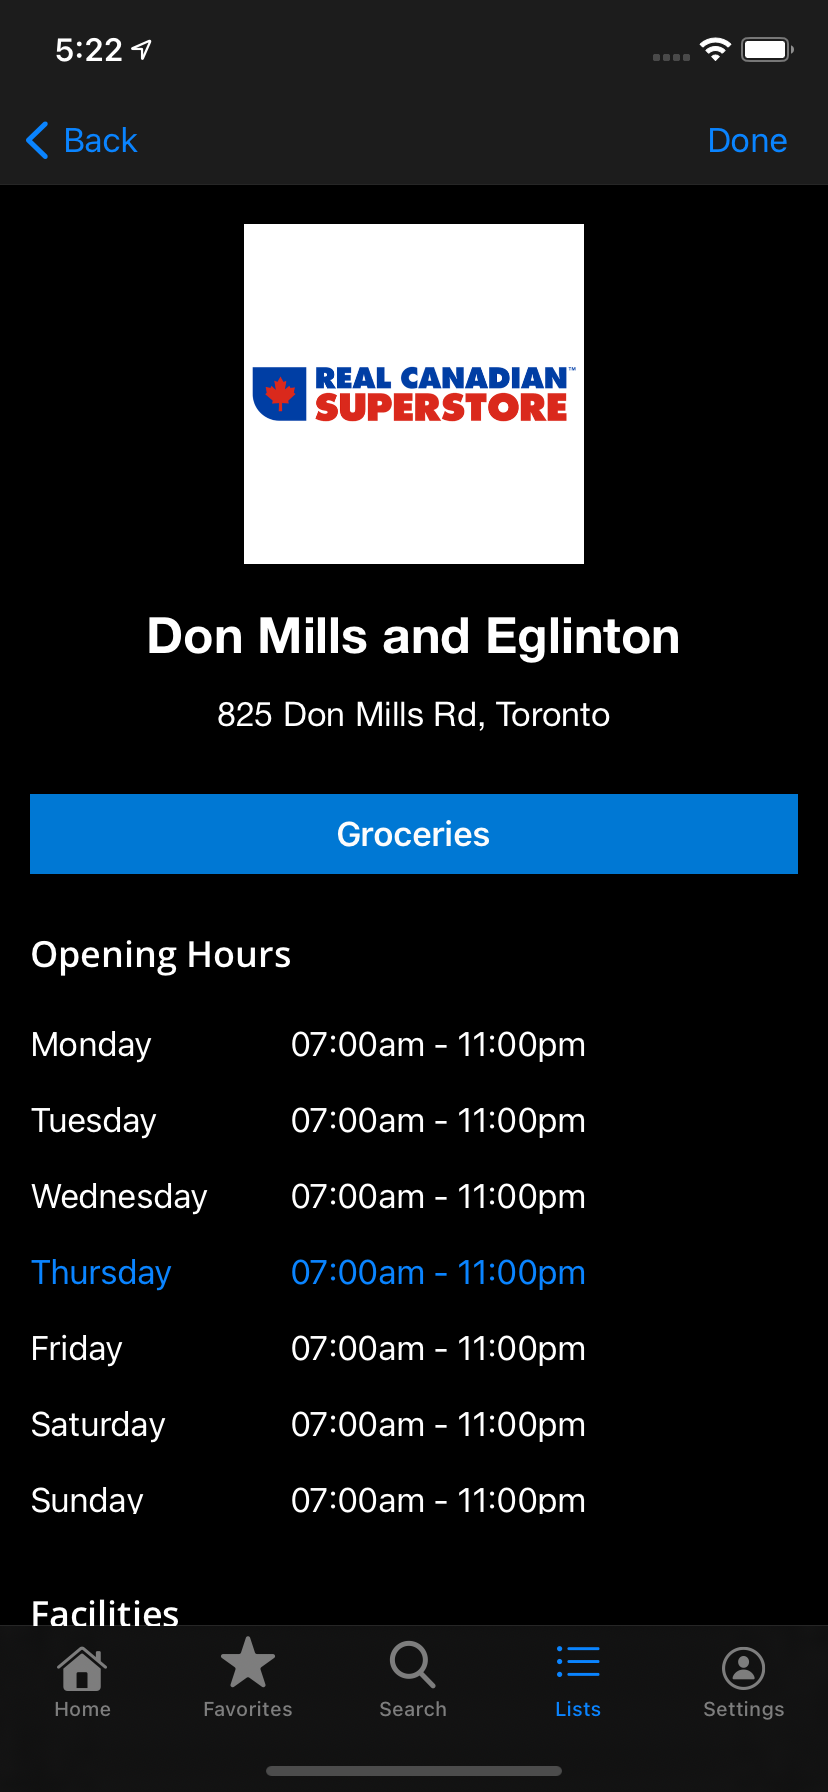 5:22
Back Done
REAL CANADIAN™
SUPERSTORE
Don Mills and Eglinton
825 Don Mills Rd, Toronto
Groceries
Opening Hours
Monday 07:00am - 11:00pm
Tuesday 07:00am - 11:00pm
Wednesday 07:00am - 11:00pm
Thursday 07:00am - 11:00pm
Friday 07:00am - 11:00pm
Saturday 07:00am - 11:00pm
Sunday 07:00am - 11:00pm
Facilities
Home Favorites Search Lists Settings